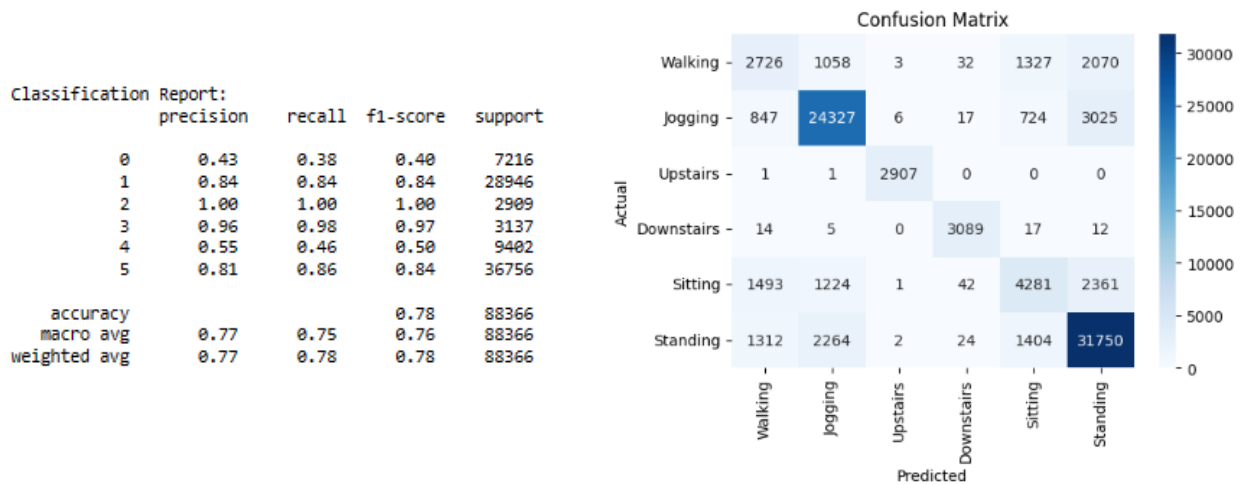 Classification Report:
precision recall f1-score support
0 0.43 0.38 0.40 7216
1 0.84 0.84 0.84 28946
2 1.00 1.00 1.00 2909
3 0.96 0.98 0.97 3137
4 0.55 0.46 0.50 9402
5 0.81 0.86 0.84 36756
accuracy 0.78 88366
macro avg 0.77 0.75 0.76 88366
weighted avg 0.77 0.78 0.78 88366
Confusion Matrix
Actual
Walking 2726 1058 3 32 1327 2070
Jogging 847 24327 6 17 724 3025
Upstairs 1 1 2907 0 0 0
Downstairs 14 5 0 3089 17 12
Sitting 1493 1224 1 42 4281 2361
Standing 1312 2264 2 24 1404 31750
Walking Jogging Upstairs Downstairs Sitting Standing
Predicted
30000
25000
20000
15000
10000
5000
0